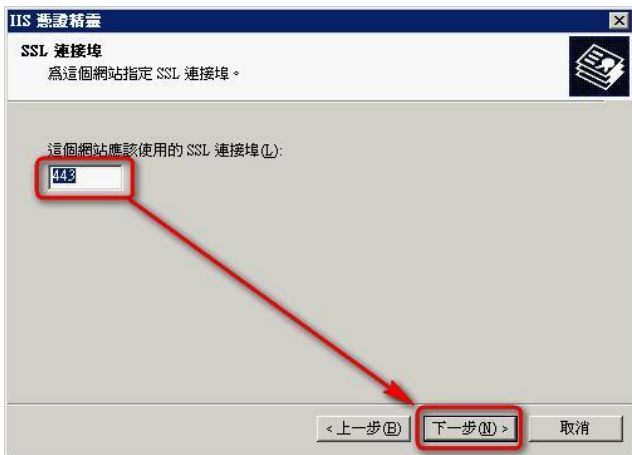 IIS 憑證精靈
SSL 連接埠
為這個網站指定 SSL 連接埠。
這個網站應該使用的 SSL 連接埠(L):
443
<上一步(B)
下一步(N)>
取消